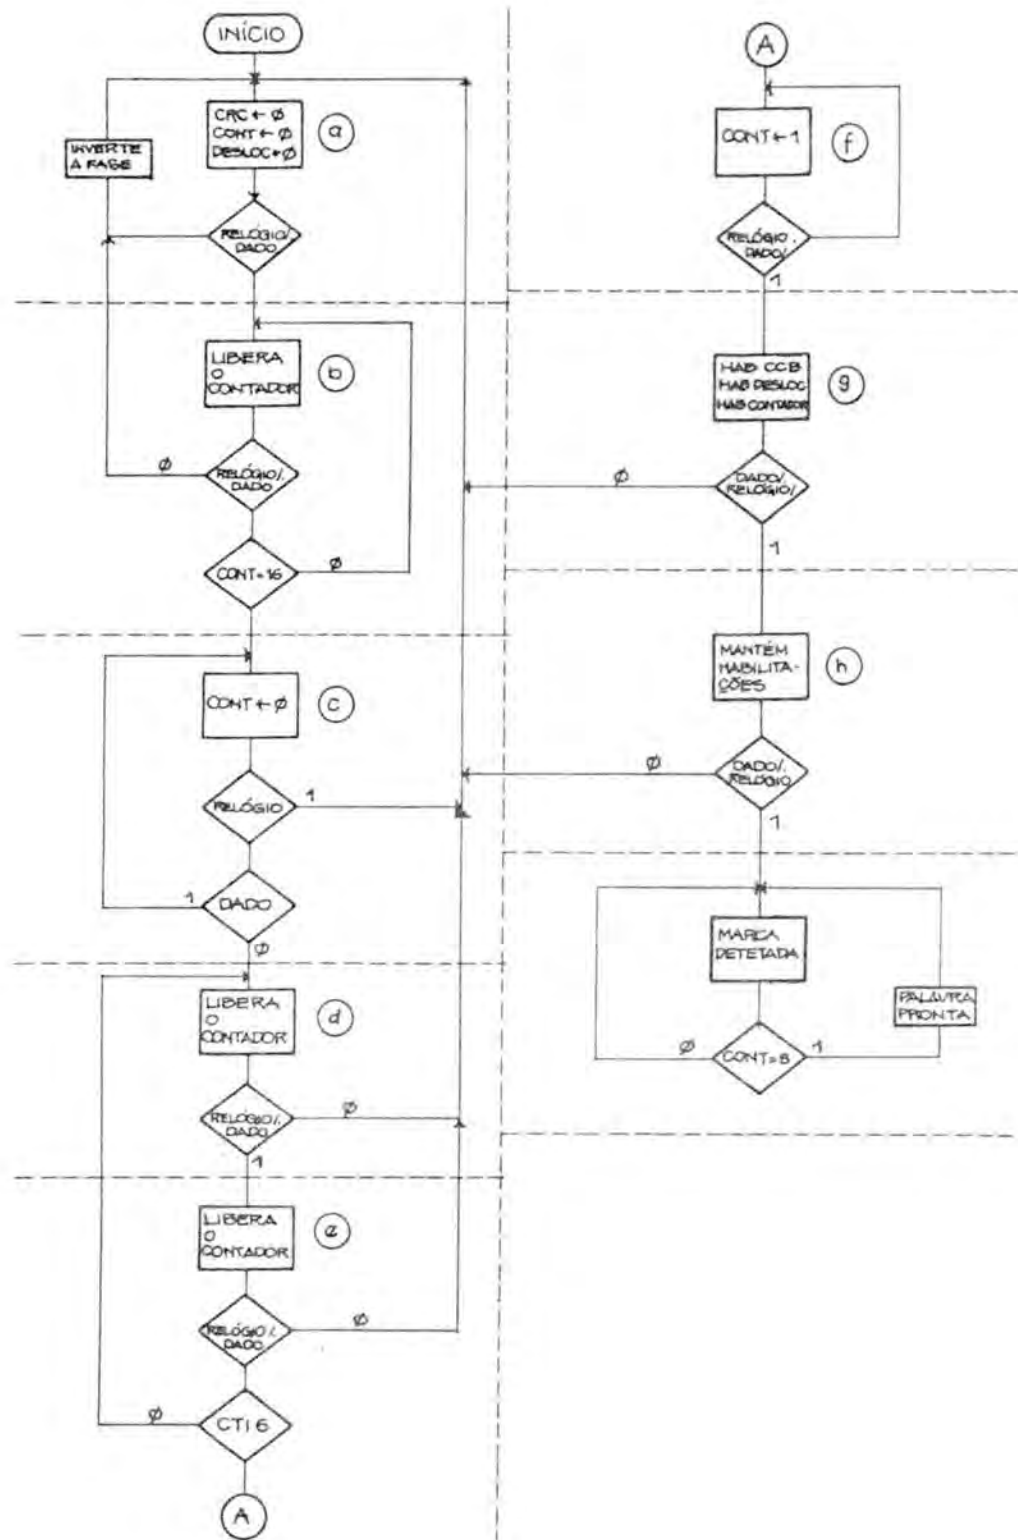 INÍCIO
CRC ← Ø
CONT ← Ø
DESLOC ← Ø
a
INVERTE
A FASE
RELÓGIO/.
DADO
LIBERA
O
CONTADOR
b
RELÓGIO/.
DADO
Ø
CONT=16
Ø
CONT ← Ø
c
RELÓGIO
1
DADO
1
Ø
LIBERA
O
CONTADOR
d
RELÓGIO/.
DADO
Ø
1
LIBERA
O
CONTADOR
e
RELÓGIO/.
DADO
Ø
CT16
Ø
A
A
CONT ← 1
f
RELÓGIO.
DADO/.
1
HAB CCB
HAB DESLOC
HAB CONTADOR
g
DADO/.
RELÓGIO/.
Ø
1
MANTÉM
HABILITA-
ÇÕES
h
DADO/.
RELÓGIO
Ø
1
MARCA
DETETADA
PALAVRA
PRONTA
CONT=8
Ø
1